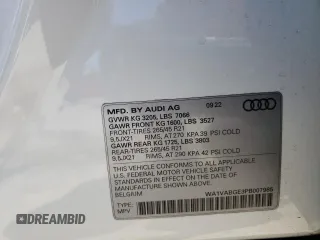 MFD. BY AUDI AG 09.22
GVWR KG 3205, LBS 7066
GAWR FRONT KG 1600, LBS 3527
FRONT-TIRES 265/45 R21
9.5JX21 RIMS, AT 270 KPA 39 PSI COLD
GAWR REAR KG 1725, LBS 3803
REAR-TIRES 265/45 R21
9.5JX21 RIMS, AT 290 KPA 42 PSI COLD
THIS VEHICLE CONFORMS TO ALL APPLICABLE
U.S. FEDERAL MOTOR VEHICLE SAFETY STANDARDS
IN EFFECT ON THE DATE OF
MANUFACTURE SHOWN ABOVE.
BELGIUM
TYPE:
MPV
AUTOBIDMASTER